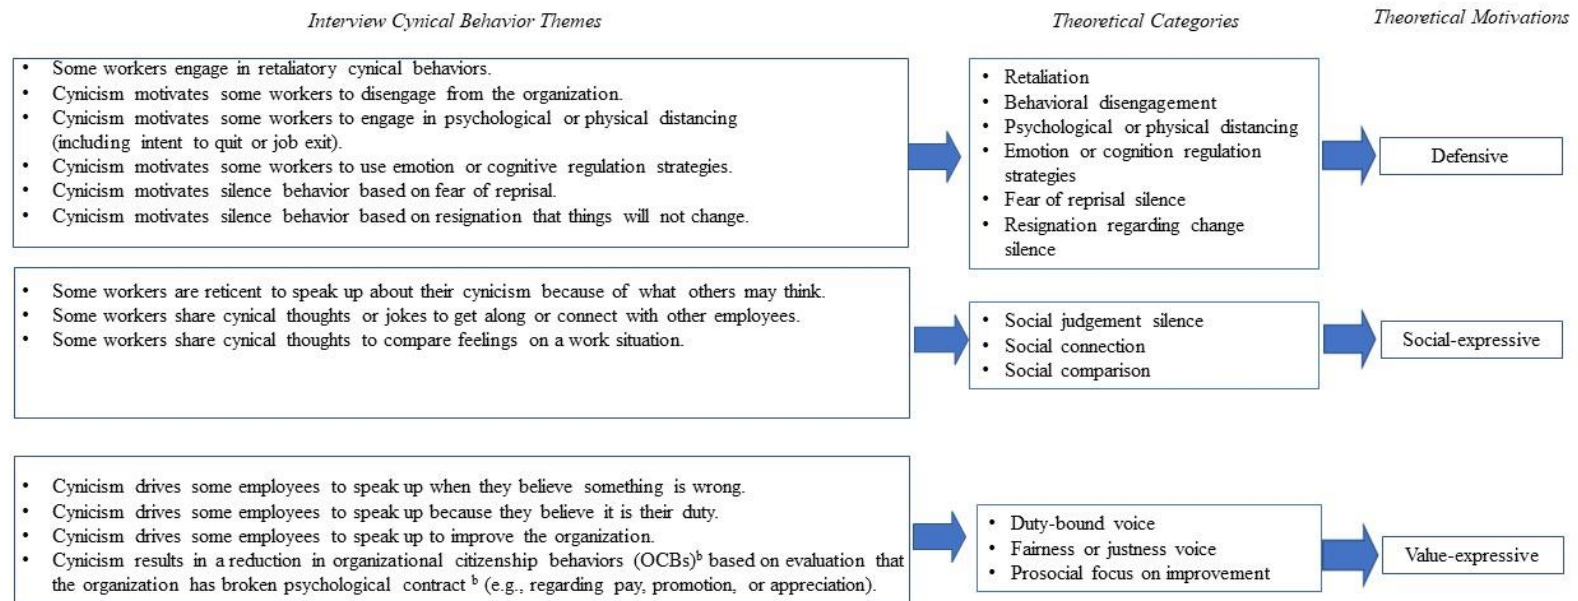 Interview Cynical Behavior Themes
Theoretical Categories
Theoretical Motivations
• Some workers engage in retaliatory cynical behaviors.
• Cynicism motivates some workers to disengage from the organization.
• Cynicism motivates some workers to engage in psychological or physical distancing
(including intent to quit or job exit).
• Cynicism motivates some workers to use emotion or cognitive regulation strategies.
• Cynicism motivates silence behavior based on fear of reprisal.
• Cynicism motivates silence behavior based on resignation that things will not change.
• Retaliation
• Behavioral disengagement
• Psychological or physical distancing
• Emotion or cognition regulation
strategies
• Fear of reprisal silence
• Resignation regarding change
silence
Defensive
• Some workers are reticent to speak up about their cynicism because of what others may think.
• Some workers share cynical thoughts or jokes to get along or connect with other employees.
• Some workers share cynical thoughts to compare feelings on a work situation.
• Social judgement silence
• Social connection
• Social comparison
Social-expressive
• Cynicism drives some employees to speak up when they believe something is wrong.
• Cynicism drives some employees to speak up because they believe it is their duty.
• Cynicism drives some employees to speak up to improve the organization.
• Cynicism results in a reduction in organizational citizenship behaviors (OCBs)ᵇ based on evaluation that
the organization has broken psychological contract ᵇ (e.g., regarding pay, promotion, or appreciation).
• Duty-bound voice
• Fairness or justness voice
• Prosocial focus on improvement
Value-expressive